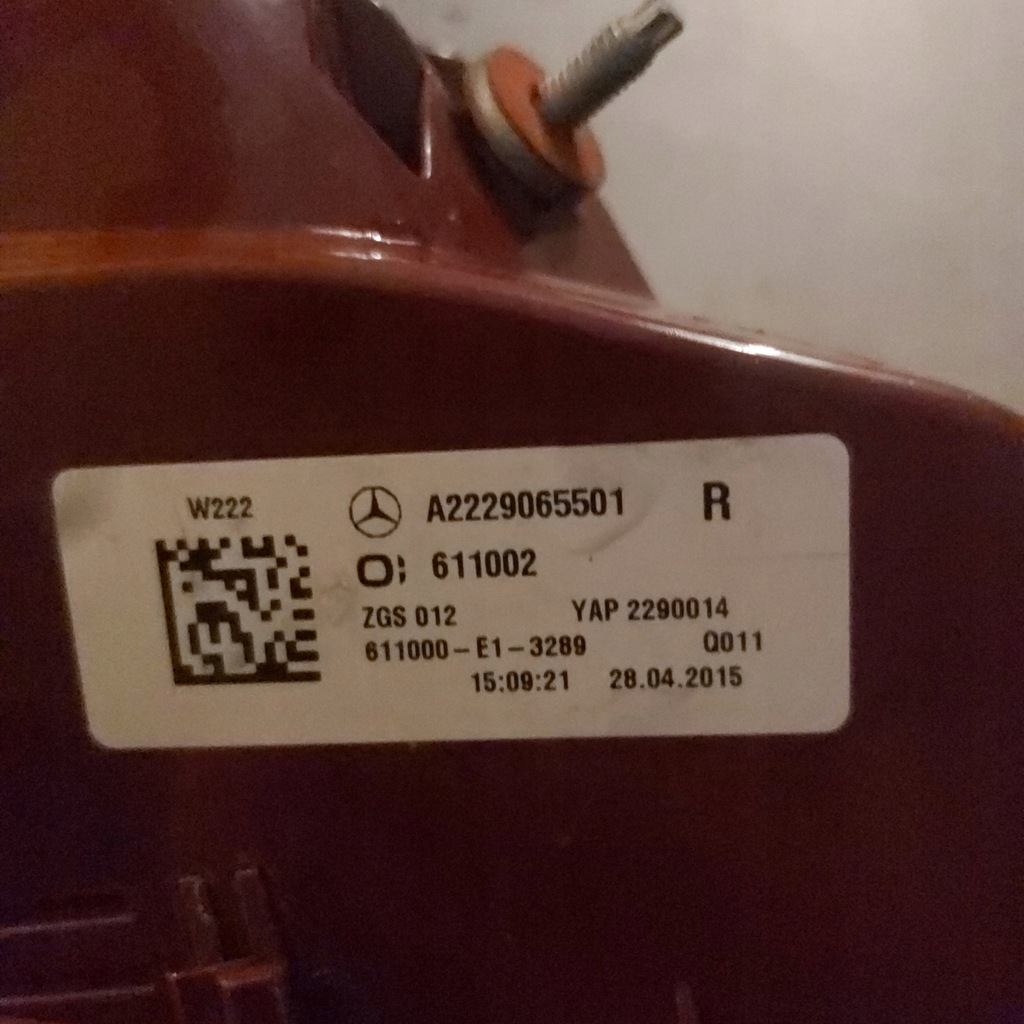 W222
A2229065501 R
611002
ZGS 012 YAP 2290014
611000-E1-3289 Q011
15:09:21 28.04.2015